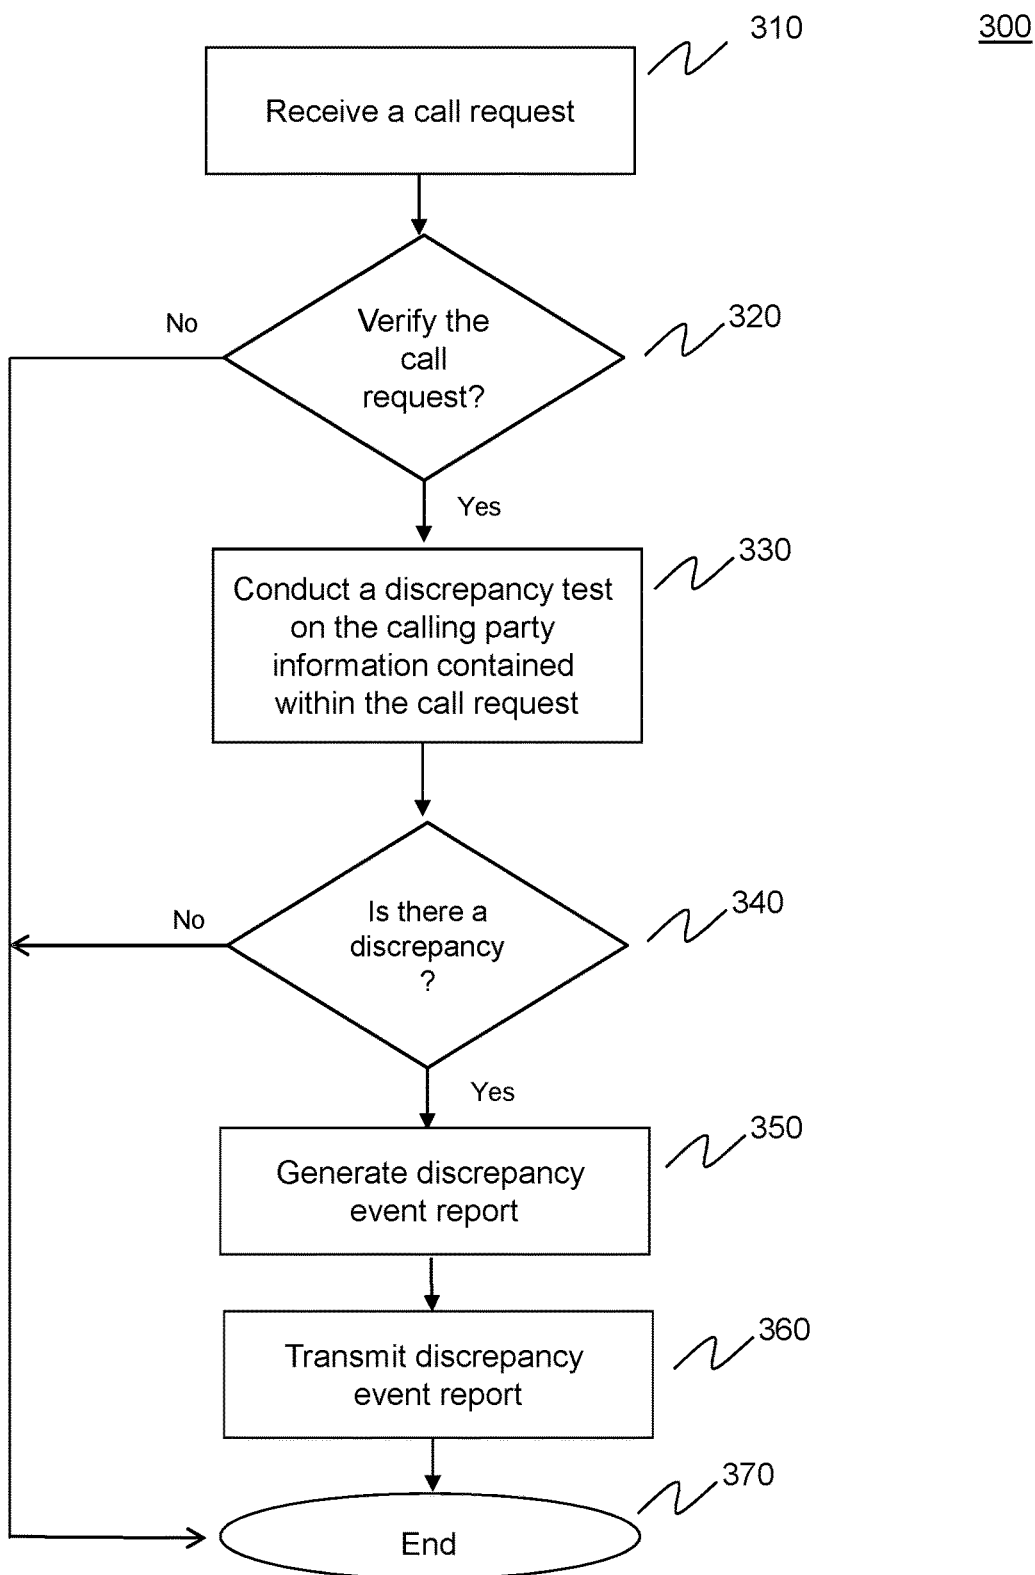 310
300
Receive a call request
No
Verify the
call
request?
320
Yes
330
Conduct a discrepancy test
on the calling party
information contained
within the call request
No
Is there a
discrepancy
?
340
Yes
350
Generate discrepancy
event report
360
Transmit discrepancy
event report
370
End